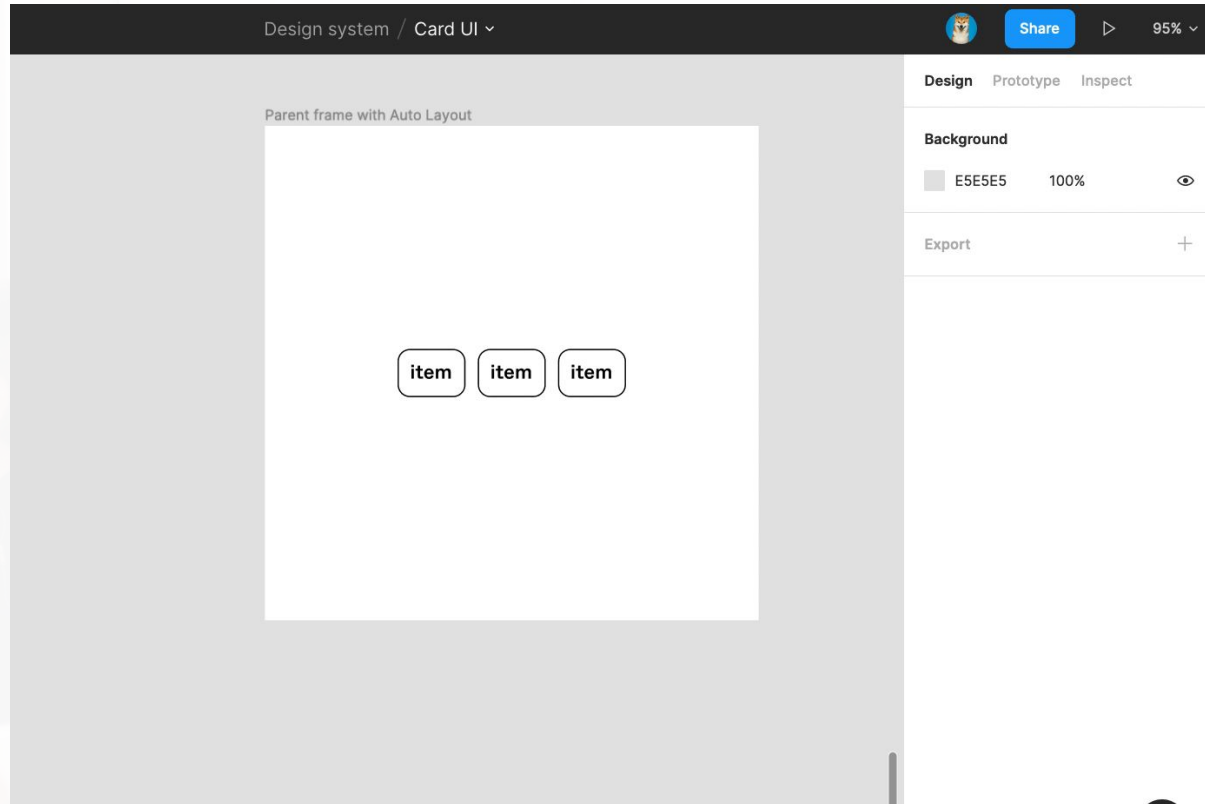 Design system / Card UI
Share
95%
Design Prototype Inspect
Parent frame with Auto Layout
Background
E5E5E5 100%
Export
item item item